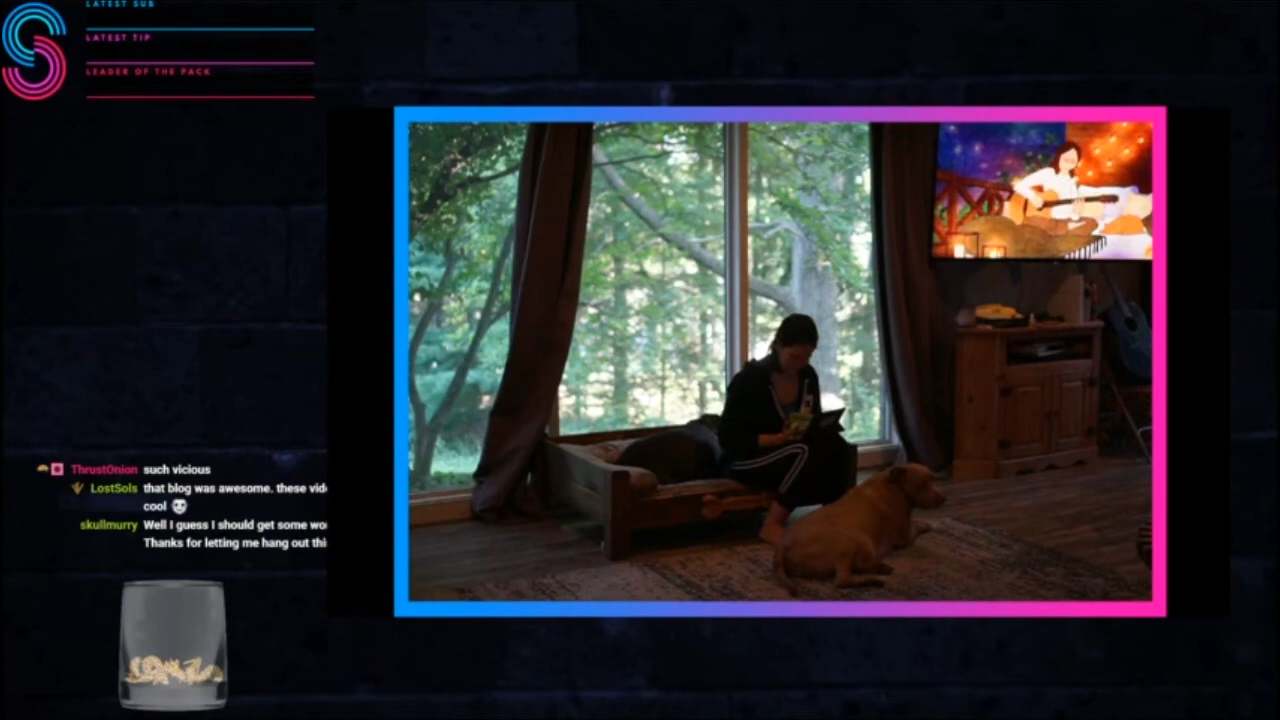 LATEST SUB
LATEST TIP
LEADER OF THE PACK
ThrustOnion such vicious
LostSols that blog was awesome. these vid
cool
skullmurry Well I guess I should get some wo
Thanks for letting me hang out thi